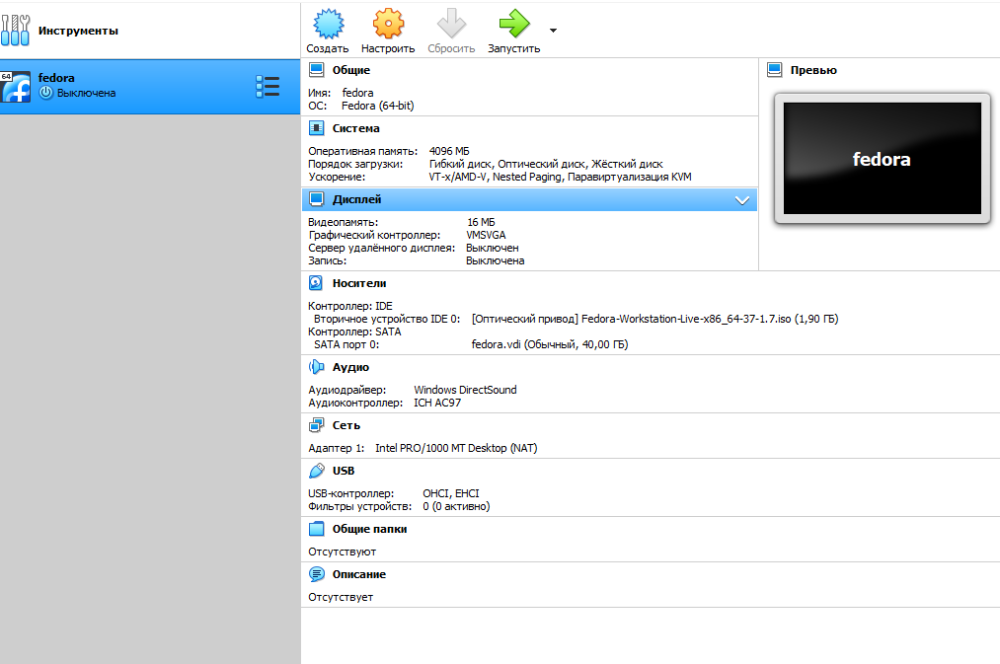 Инструменты
Создать Настроить Сбросить Запустить
64
fedora
Выключена
Общие
Имя: fedora
ОС: Fedora (64-bit)
Превью
fedora
Система
Оперативная память: 4096 МБ
Порядок загрузки: Гибкий диск, Оптический диск, Жёсткий диск
Ускорение: VT-x/AMD-V, Nested Paging, Паравиртуализация KVM
Дисплей
Видеопамять: 16 МБ
Графический контроллер: VMSVGA
Сервер удалённого дисплея: Выключен
Запись: Выключена
Носители
Контроллер: IDE
Вторичное устройство IDE 0: [Оптический привод] Fedora-Workstation-Live-x86_64-37-1.7.iso (1,90 ГБ)
Контроллер: SATA
SATA порт 0: fedora.vdi (Обычный, 40,00 ГБ)
Аудио
Аудиодрайвер: Windows DirectSound
Аудиоконтроллер: ICH AC97
Сеть
Адаптер 1: Intel PRO/1000 MT Desktop (NAT)
USB
USB-контроллер: OHCI, EHCI
Фильтры устройств: 0 (0 активно)
Общие папки
Отсутствуют
Описание
Отсутствует